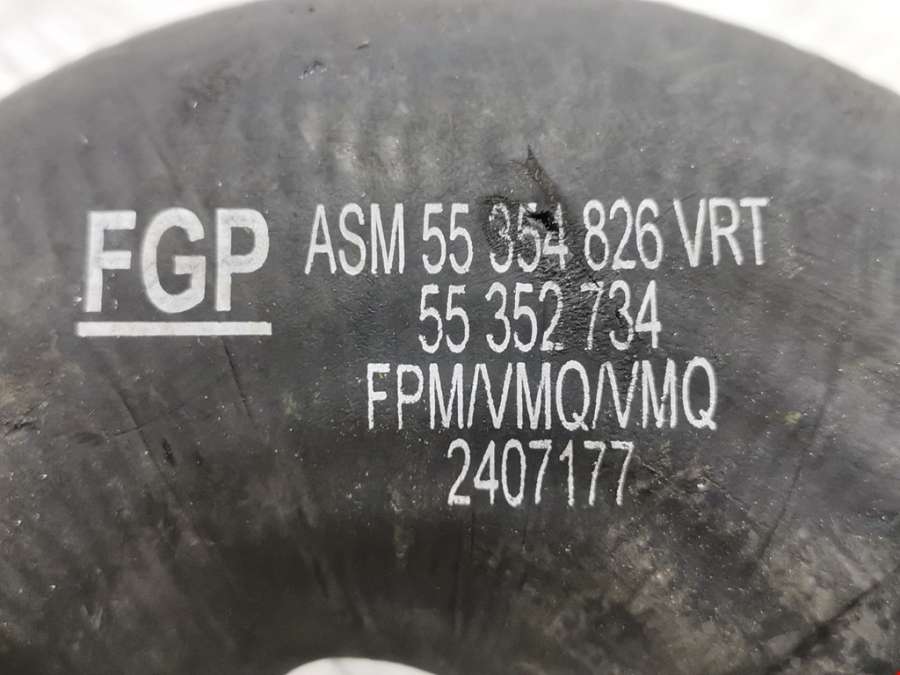 FGP
ASM 55 354 826 VRT
55 352 734
FPM/VMQ/VMQ
2407177